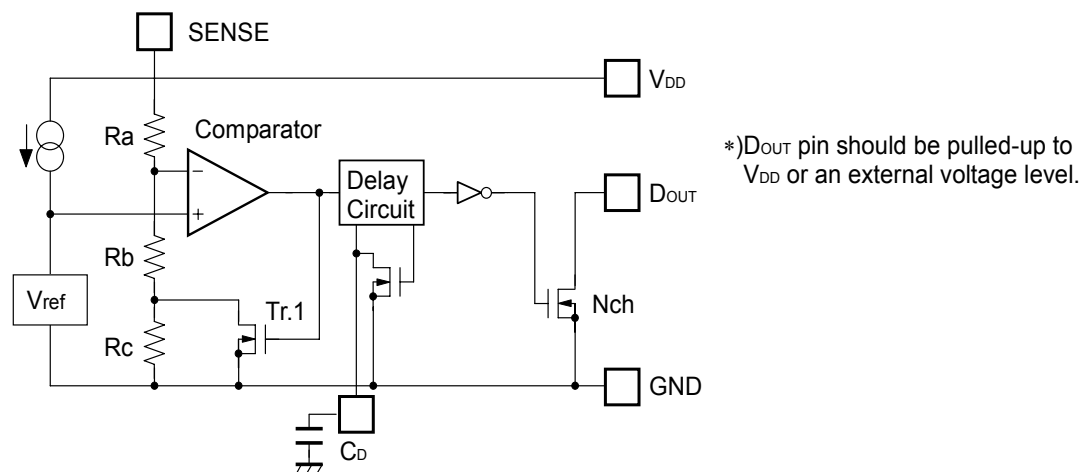 SENSE
VDD
Ra
Comparator
−
+
Delay
Circuit
*)DOUT pin should be pulled-up to
VDD or an external voltage level.
DOUT
Rb
Vref
Tr.1
Nch
Rc
GND
CD